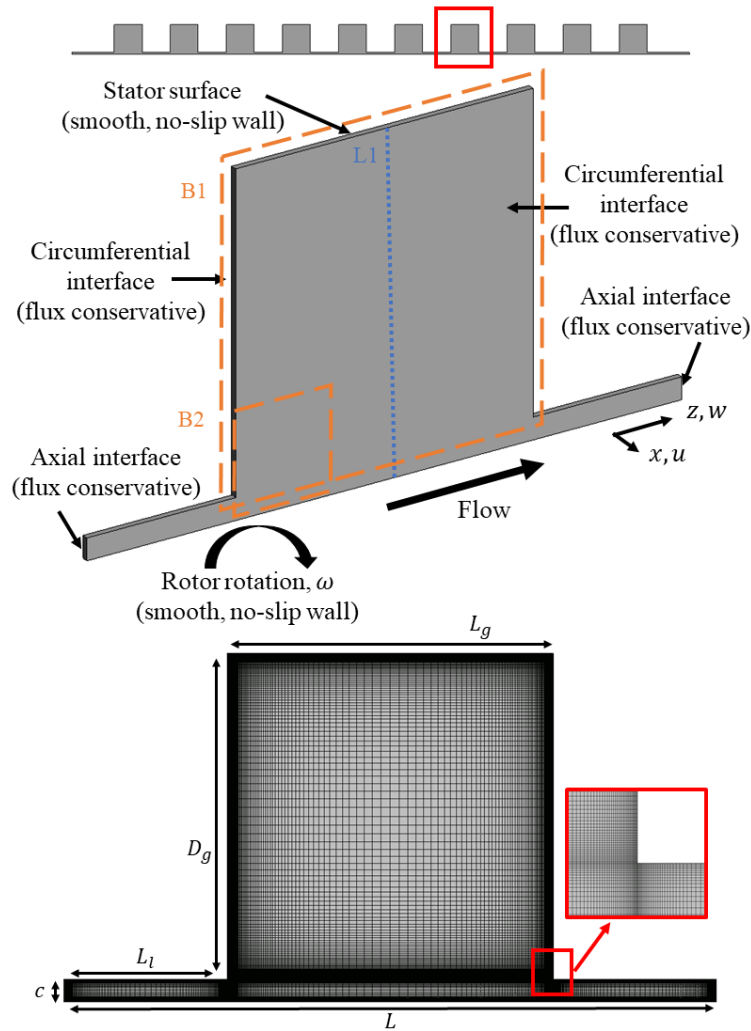 Stator surface
(smooth, no-slip wall)
L1
B1
Circumferential
interface
(flux conservative)
Circumferential
interface
(flux conservative)
Axial interface
(flux conservative)
B2
z, w
x, u
Axial interface
(flux conservative)
Flow
Rotor rotation, ω
(smooth, no-slip wall)
L_g
D_g
L_l
c
L